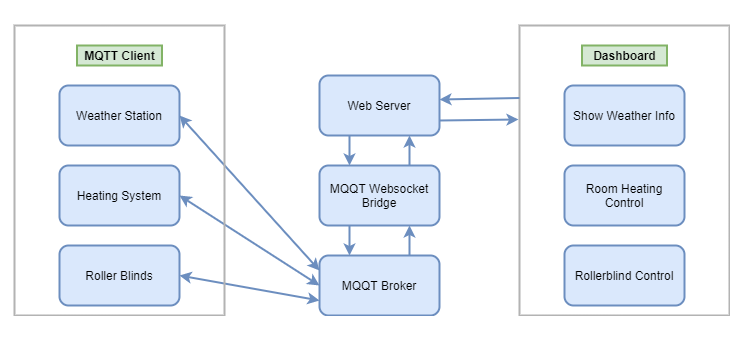 MQTT Client
Weather Station
Heating System
Roller Blinds
Web Server
MQQT Websocket
Bridge
MQQT Broker
Dashboard
Show Weather Info
Room Heating
Control
Rollerblind Control